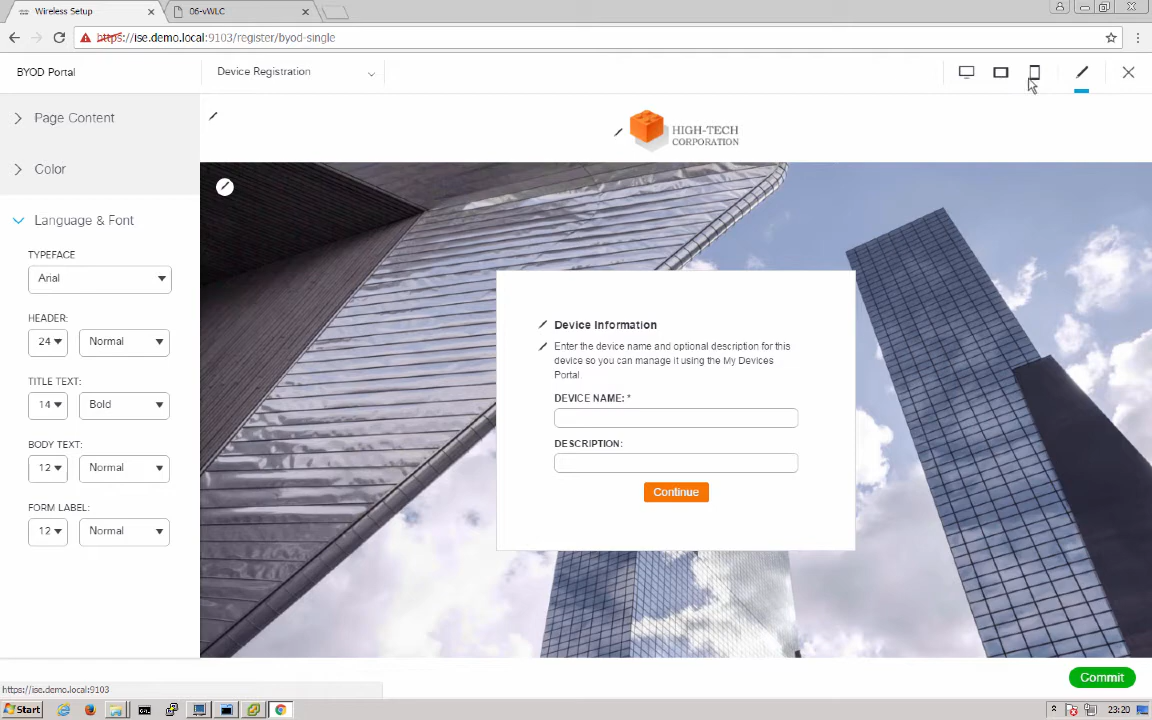 Wireless Setup
06-vWLC
https://ise.demo.local:9103/register/byod-single
BYOD Portal
Device Registration
Page Content
Color
Language & Font
TYPEFACE
Arial
HEADER:
24
Normal
TITLE TEXT:
14
Bold
BODY TEXT:
12
Normal
FORM LABEL:
12
Normal
HIGH-TECH
CORPORATION
Device Information
Enter the device name and optional description for this
device so you can manage it using the My Devices
Portal.
DEVICE NAME: *
DESCRIPTION:
Continue
Commit
https://ise.demo.local:9103
Start
23:20